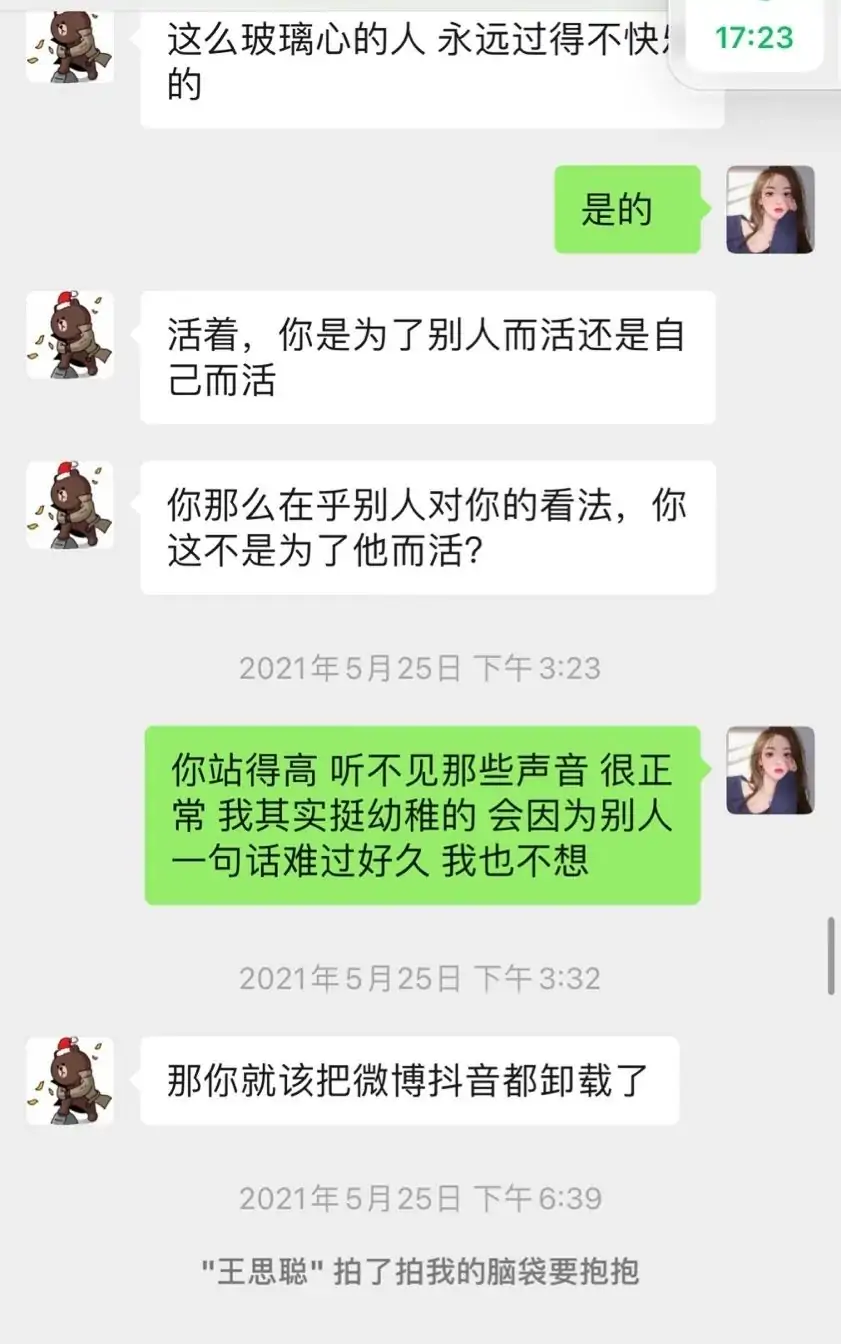 17:23
这么玻璃心的人 永远过得不快
的
是的
活着，你是为了别人而活还是自
己而活
你那么在乎别人对你的看法，你
这不是为了他而活？
2021年5月25日 下午3:23
你站得高 听不见那些声音 很正
常 我其实挺幼稚的 会因为别人
一句话难过好久 我也不想
2021年5月25日 下午3:32
那你就该把微博抖音都卸载了
2021年5月25日 下午6:39
"王思聪" 拍了拍我的脑袋要抱抱